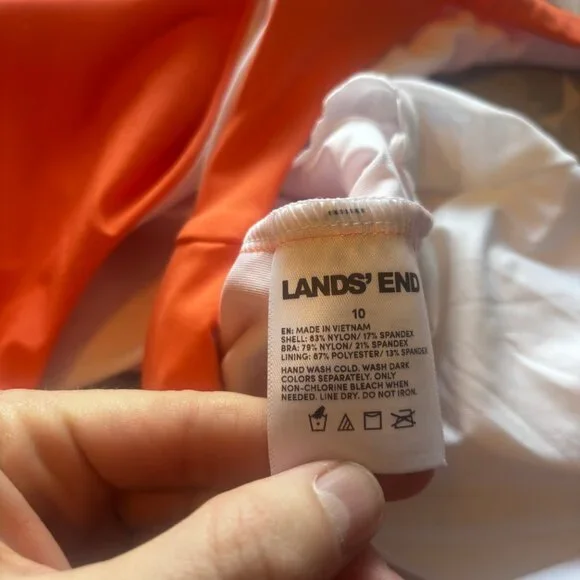 LANDS' END
10
EN: MADE IN VIETNAM
SHELL: 83% NYLON/ 17% SPANDEX
BRA: 79% NYLON/ 21% SPANDEX
LINING: 87% POLYESTER/ 13% SPANDEX
HAND WASH COLD. WASH DARK
COLORS SEPARATELY. ONLY
NON-CHLORINE BLEACH WHEN
NEEDED. LINE DRY. DO NOT IRON.